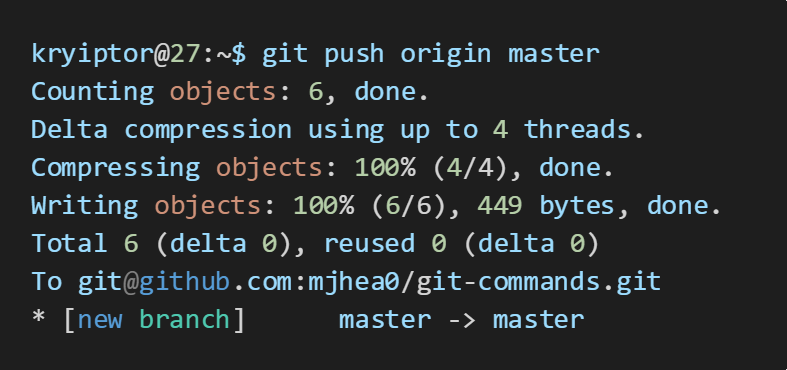 kryiptor@27:~$ git push origin master
Counting objects: 6, done.
Delta compression using up to 4 threads.
Compressing objects: 100% (4/4), done.
Writing objects: 100% (6/6), 449 bytes, done.
Total 6 (delta 0), reused 0 (delta 0)
To git@github.com:mjhea0/git-commands.git
* [new branch]      master -> master